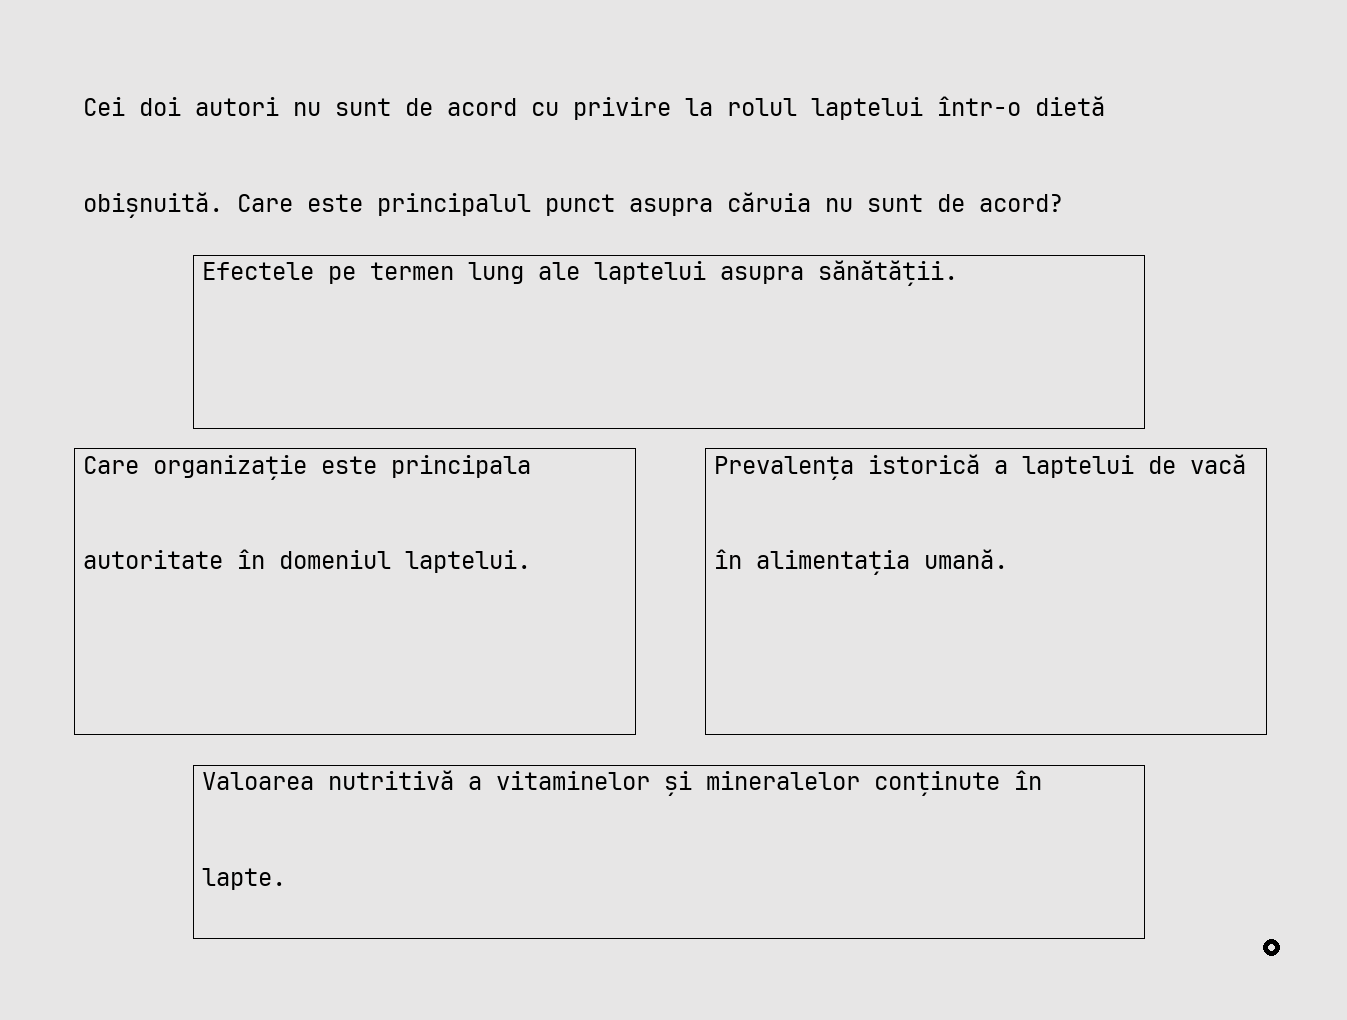 Cei doi autori nu sunt de acord cu privire la rolul laptelui într-o dietă
obișnuită. Care este principalul punct asupra căruia nu sunt de acord?
Efectele pe termen lung ale laptelui asupra sănătății.
Care organizație este principala
autoritate în domeniul laptelui.
Prevalența istorică a laptelui de vacă
în alimentația umană.
Valoarea nutritivă a vitaminelor și mineralelor conținute în
lapte.